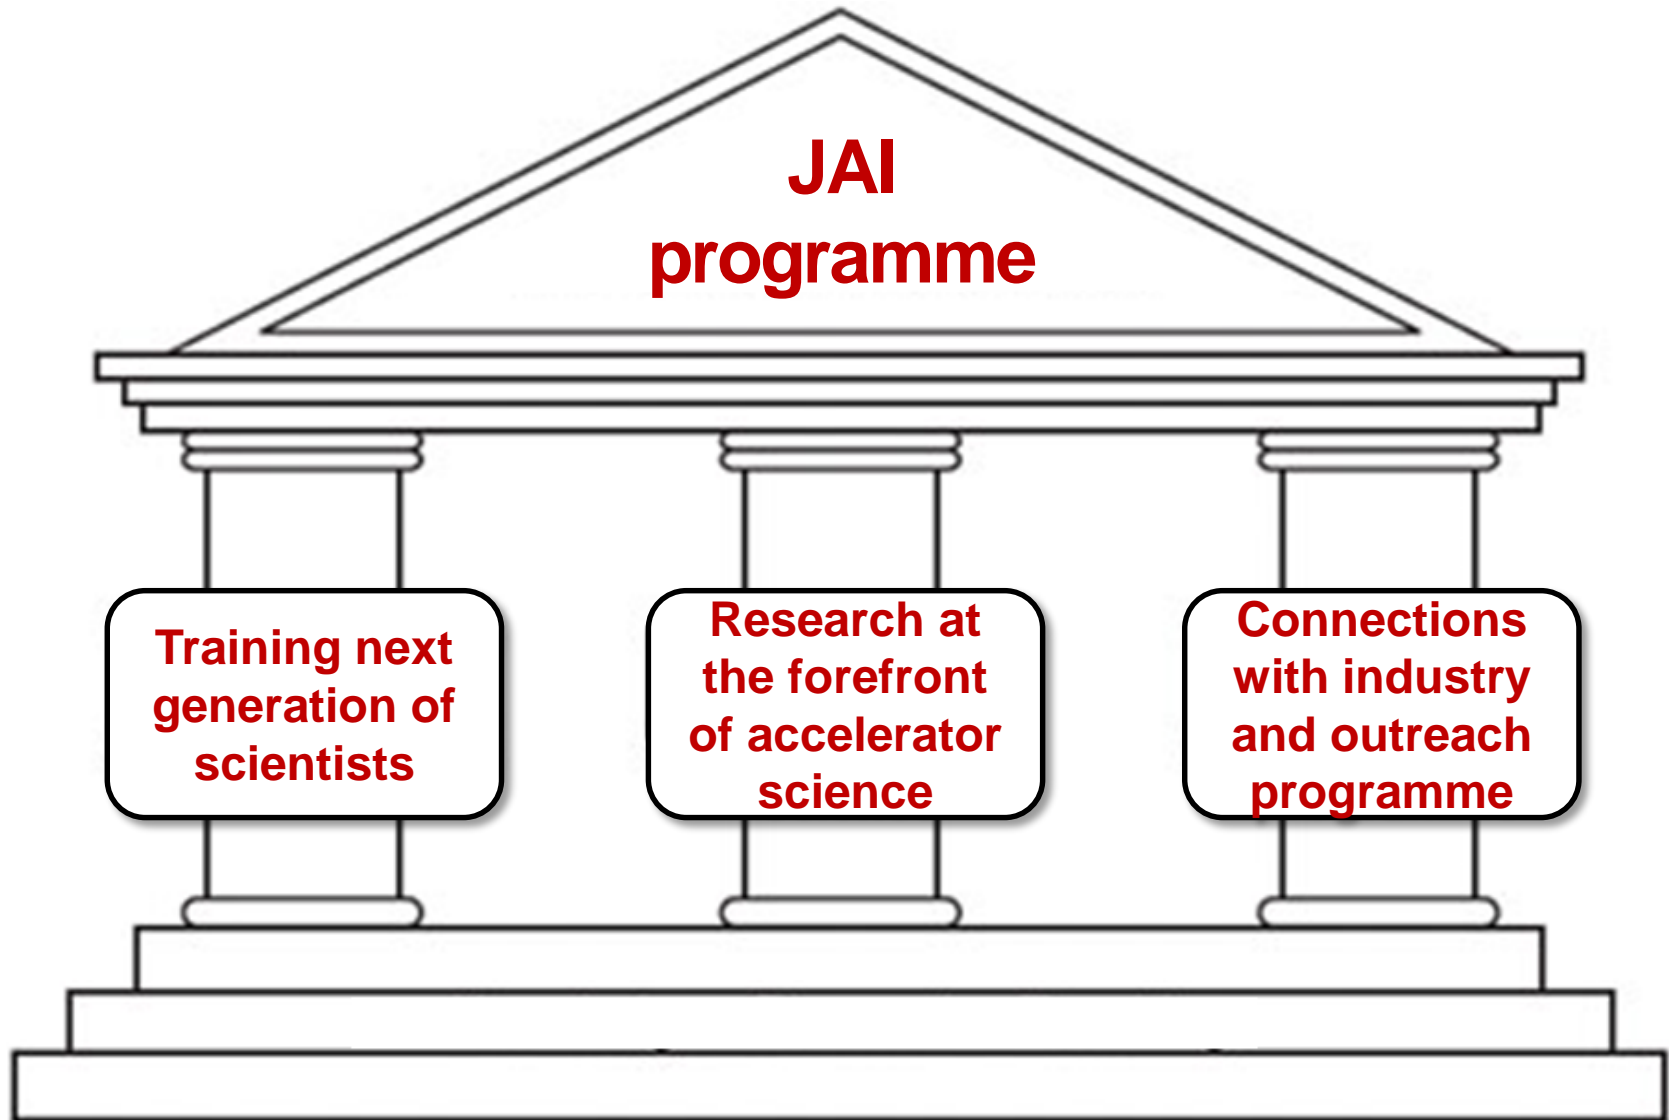 JAI
programme
Training next
generation of
scientists
Research at
the forefront
of accelerator
science
Connections
with industry
and outreach
programme